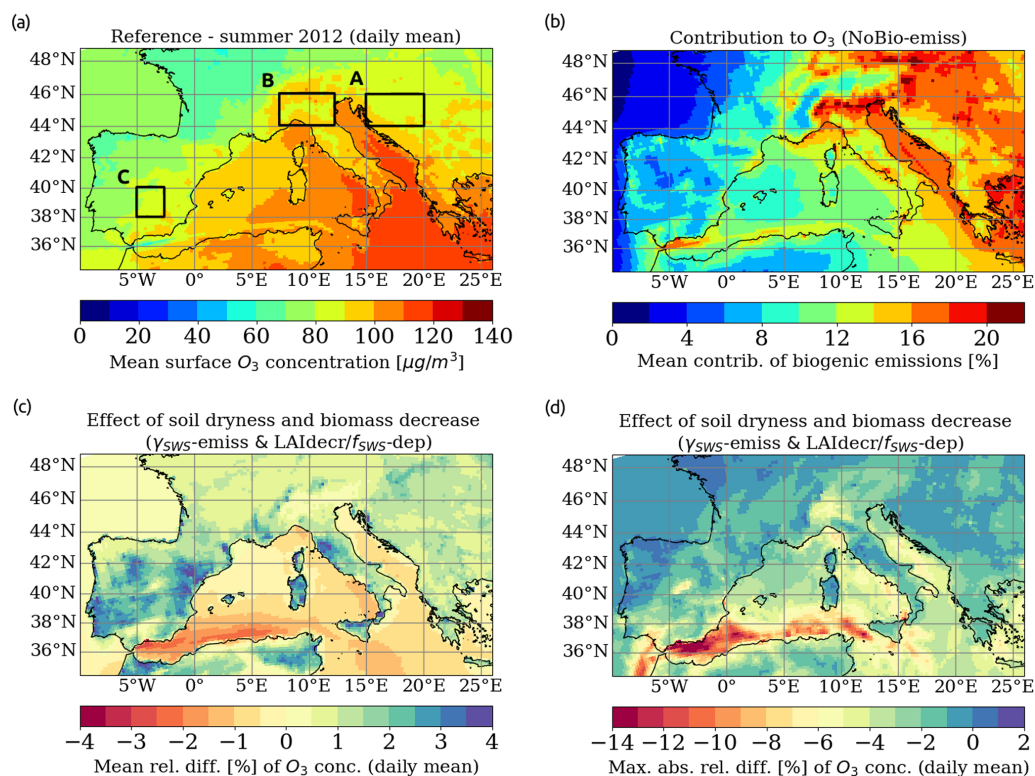 (a)
Reference - summer 2012 (daily mean)
48°N
46°N
44°N
42°N
40°N
38°N
36°N
B
A
C
5°W 0° 5°E 10°E 15°E 20°E 25°E
0 20 40 60 80 100 120 140
Mean surface O₃ concentration [μg/m³]
(b)
Contribution to O₃ (NoBio-emiss)
48°N
46°N
44°N
42°N
40°N
38°N
36°N
5°W 0° 5°E 10°E 15°E 20°E 25°E
0 4 8 12 16 20
Mean contrib. of biogenic emissions [%]
(c)
Effect of soil dryness and biomass decrease
(γSWS-emiss & LAIdecr/fSWS-dep)
48°N
46°N
44°N
42°N
40°N
38°N
36°N
5°W 0° 5°E 10°E 15°E 20°E 25°E
−4 −3 −2 −1 0 1 2 3 4
Mean rel. diff. [%] of O₃ conc. (daily mean)
(d)
Effect of soil dryness and biomass decrease
(γSWS-emiss & LAIdecr/fSWS-dep)
48°N
46°N
44°N
42°N
40°N
38°N
36°N
5°W 0° 5°E 10°E 15°E 20°E 25°E
−14 −12 −10 −8 −6 −4 −2 0 2
Max. abs. rel. diff. [%] of O₃ conc. (daily mean)